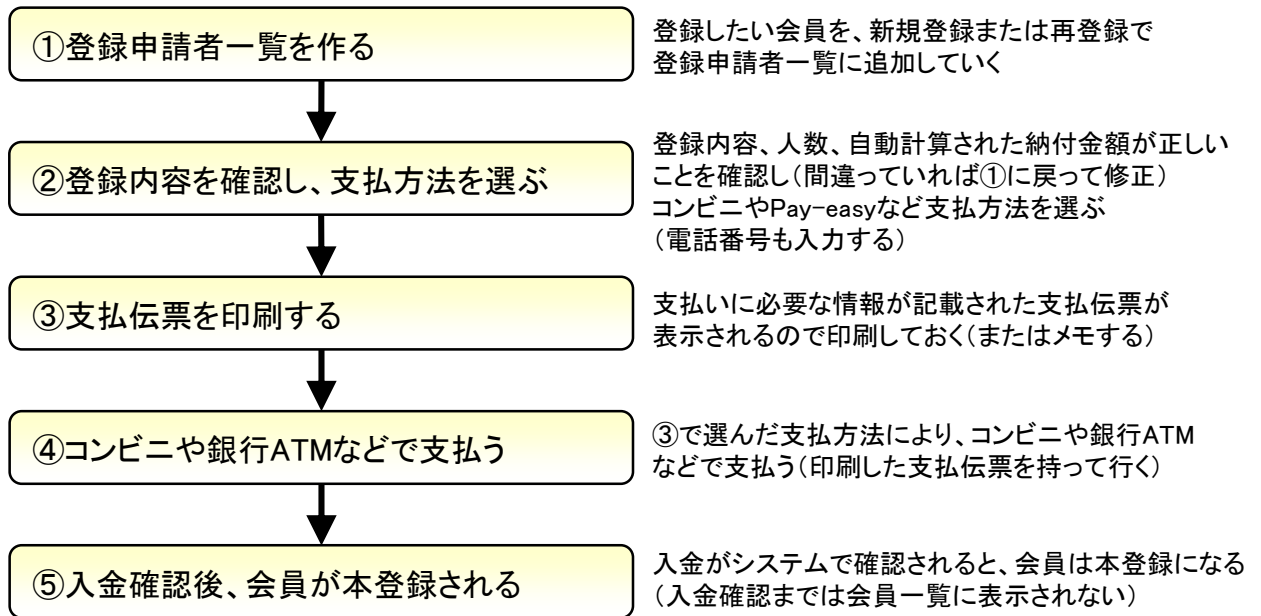 ①登録申請者一覧を作る
登録したい会員を、新規登録または再登録で
登録申請者一覧に追加していく
②登録内容を確認し、支払方法を選ぶ
登録内容、人数、自動計算された納付金額が正しい
ことを確認し（間違っていれば①に戻って修正）
コンビニやPay-easyなど支払方法を選ぶ
（電話番号も入力する）
③支払伝票を印刷する
支払いに必要な情報が記載された支払伝票が
表示されるので印刷しておく（またはメモする）
④コンビニや銀行ATMなどで支払う
③で選んだ支払方法により、コンビニや銀行ATM
などで支払う（印刷した支払伝票を持って行く）
⑤入金確認後、会員が本登録される
入金がシステムで確認されると、会員は本登録になる
（入金確認までは会員一覧に表示されない）